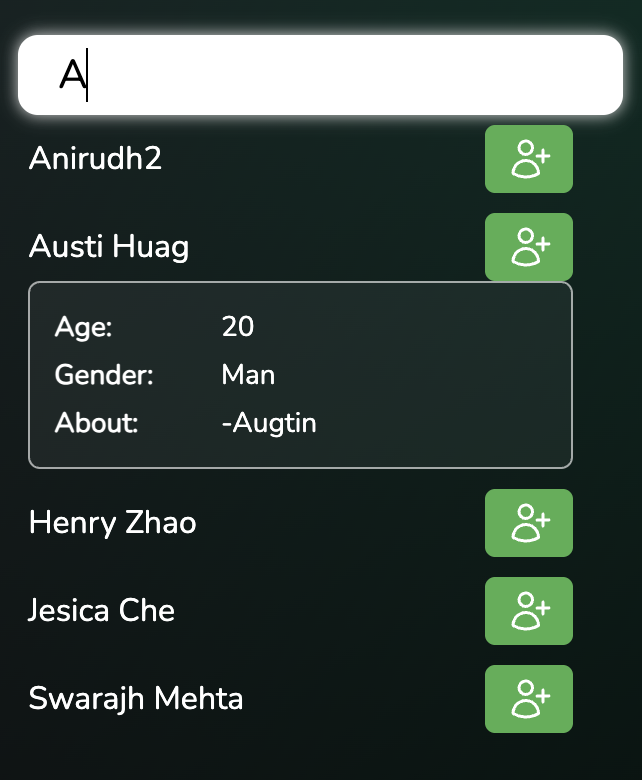 A
Anirudh2
Austi Huag
Age: 20
Gender: Man
About: -Augtin
Henry Zhao
Jesica Che
Swarajh Mehta